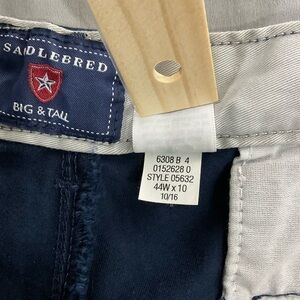 SADDLEBRED
BIG & TALL
6308 B 4
0152628 0
STYLE 05632
44W x 10
10/16